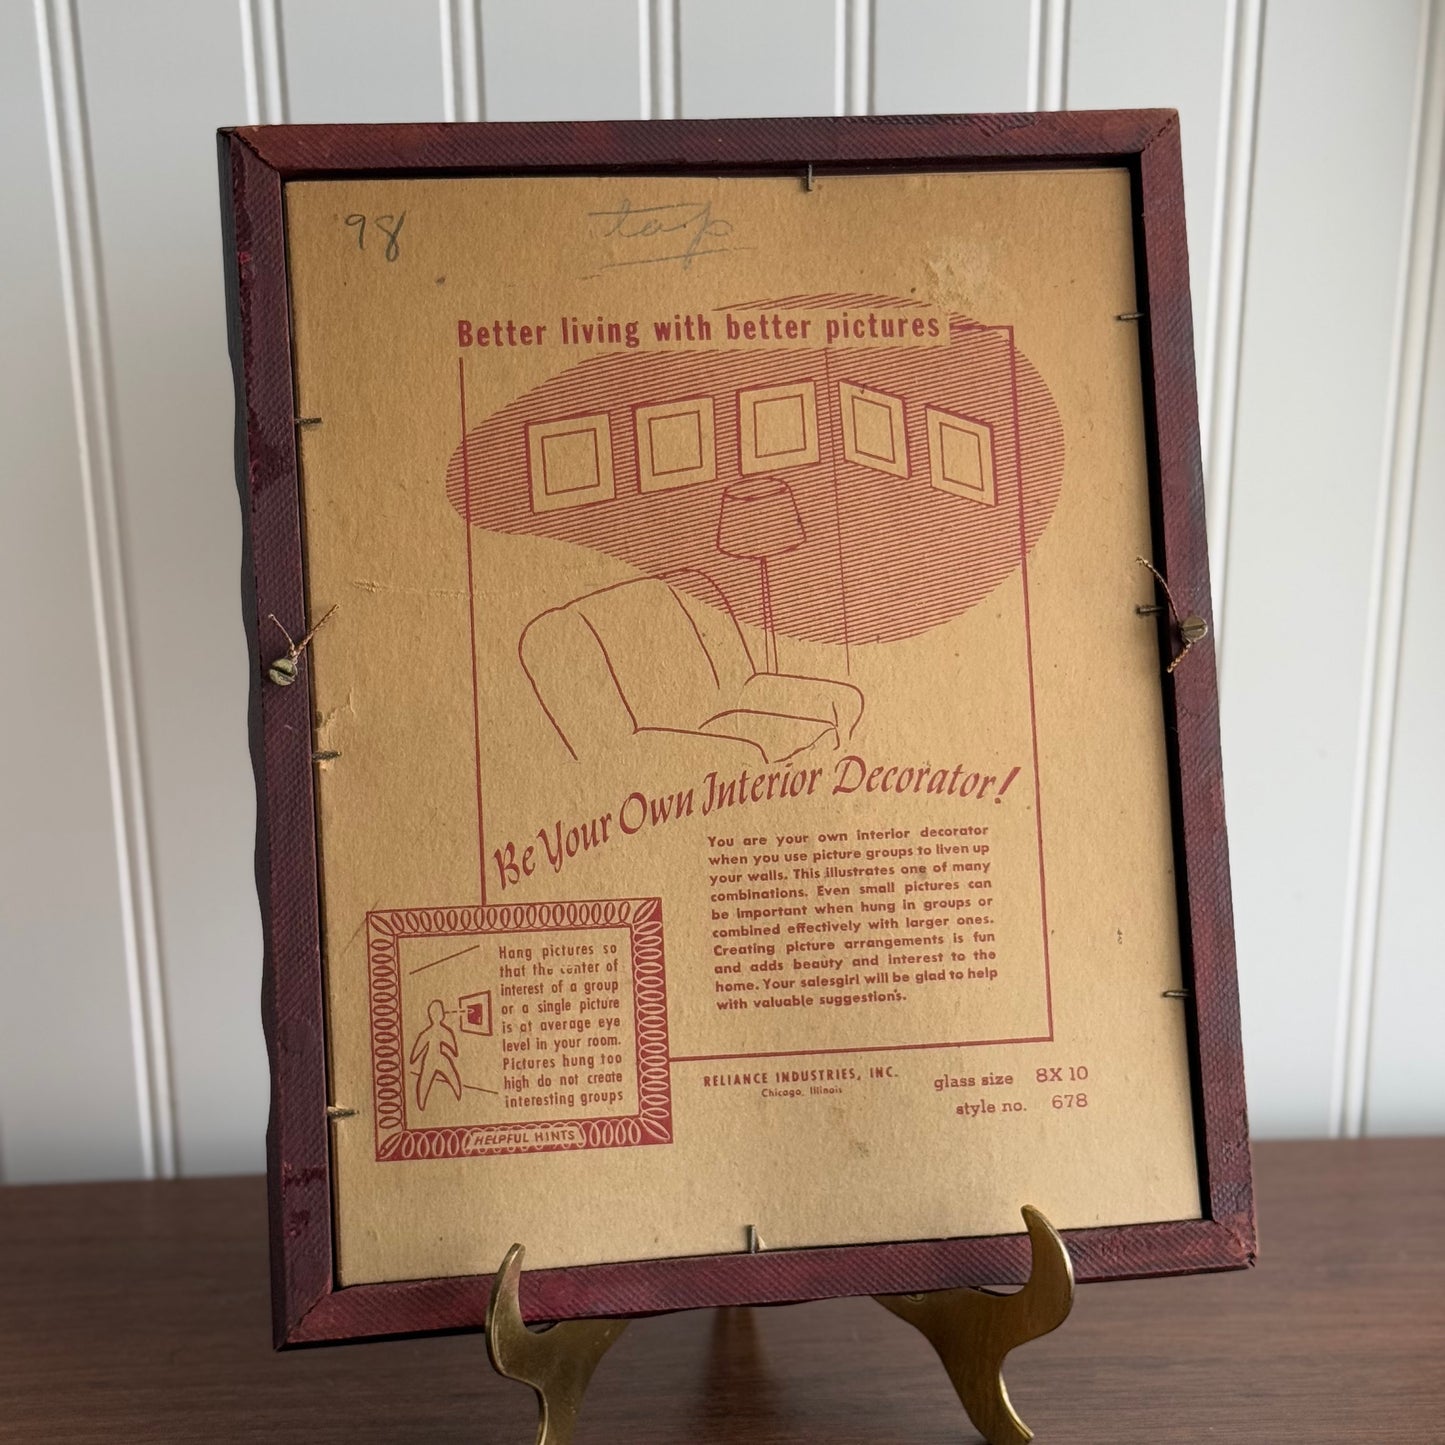 98
top
Better living with better pictures
Be Your Own Interior Decorator!
You are your own interior decorator
when you use picture groups to liven up
your walls. This illustrates one of many
combinations. Even small pictures can
be important when hung in groups or
combined effectively with larger ones.
Creating picture arrangements is fun
and adds beauty and interest to the
home. Your salesgirl will be glad to help
with valuable suggestions.
Hang pictures so
that the center of
interest of a group
or a single picture
is at average eye
level in your room.
Pictures hung too
high do not create
interesting groups
HELPFUL HINTS
RELIANCE INDUSTRIES, INC.
Chicago, Illinois
glass size 8X10
style no. 678